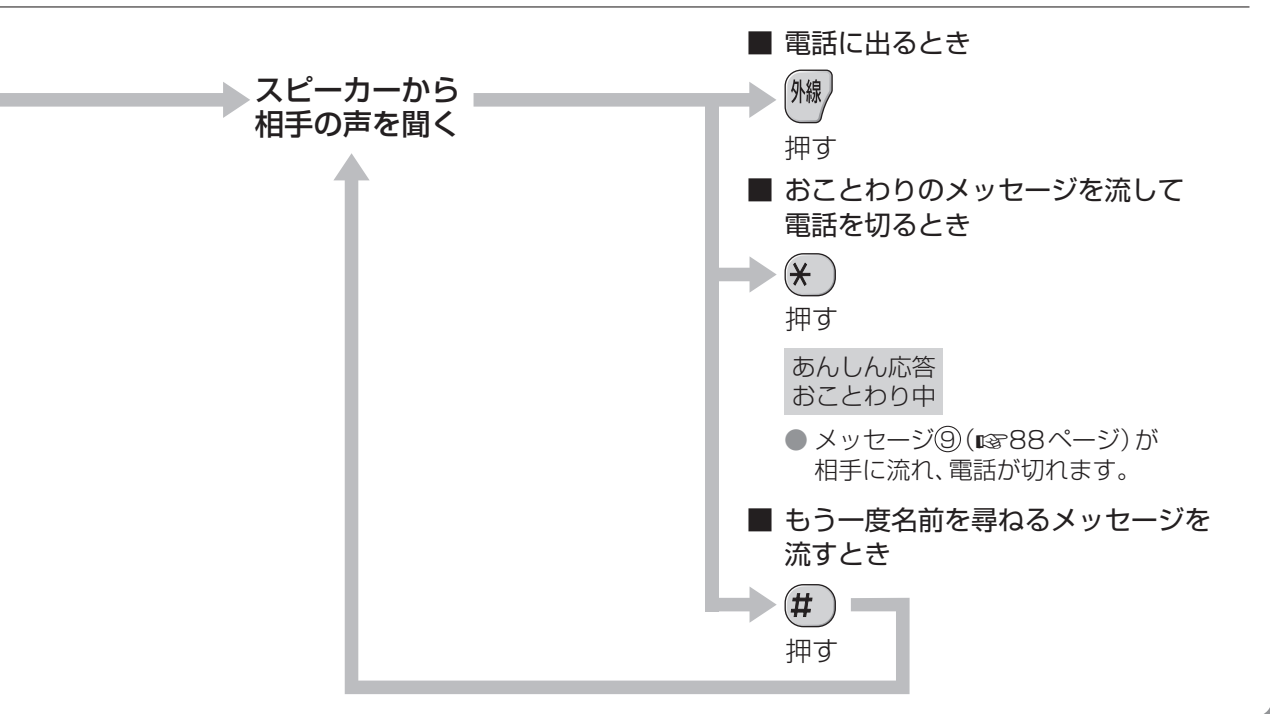 スピーカーから
相手の声を聞く
■ 電話に出るとき
外線
押す
■ おことわりのメッセージを流して
電話を切るとき
＊
押す
あんしん応答
おことわり中
● メッセージ⑨(☞88ページ)が
相手に流れ、電話が切れます。
■ もう一度名前を尋ねるメッセージを
流すとき
#
押す